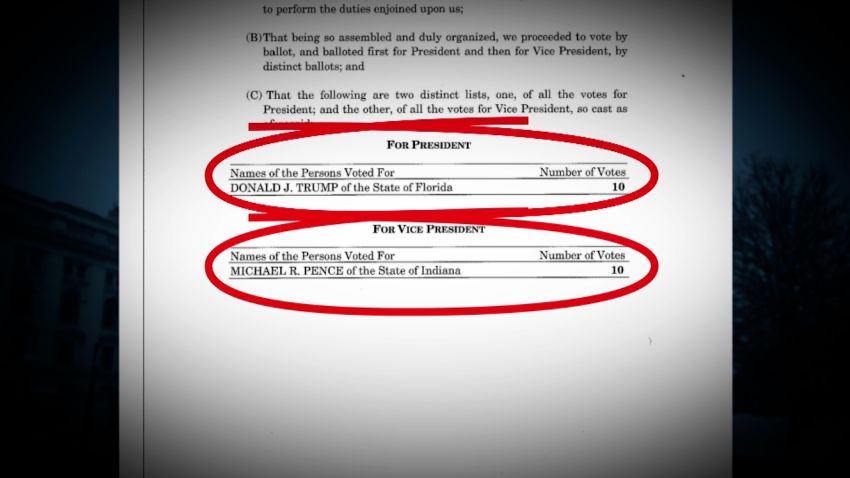 to perform the duties enjoined upon us;
(B)That being so assembled and duly organized, we proceeded to vote by
ballot, and balloted first for President and then for Vice President, by
distinct ballots; and
(C) That the following are two distinct lists, one, of all the votes for
President; and the other, of all the votes for Vice President, so cast as
FOR PRESIDENT
Names of the Persons Voted For Number of Votes
DONALD J. TRUMP of the State of Florida 10
FOR VICE PRESIDENT
Names of the Persons Voted For Number of Votes
MICHAEL R. PENCE of the State of Indiana 10